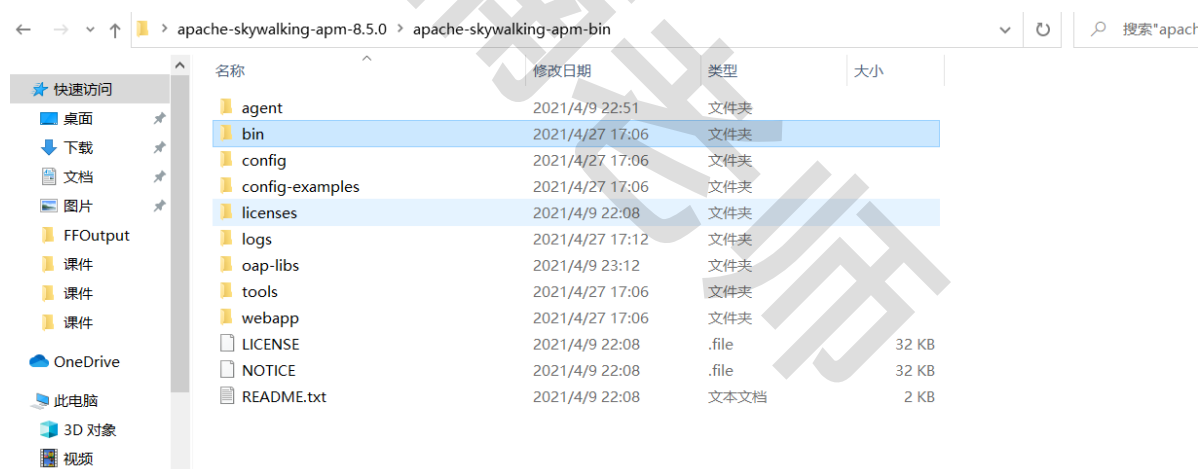 apache-skywalking-apm-8.5.0 apache-skywalking-apm-bin 搜索"apach
名称 修改日期 类型 大小
agent 2021/4/9 22:51 文件夹
bin 2021/4/27 17:06 文件夹
config 2021/4/27 17:06 文件夹
config-examples 2021/4/27 17:06 文件夹
licenses 2021/4/9 22:08 文件夹
logs 2021/4/27 17:12 文件夹
oap-libs 2021/4/9 23:12 文件夹
tools 2021/4/27 17:06 文件夹
webapp 2021/4/27 17:06 文件夹
LICENSE 2021/4/9 22:08 .file 32 KB
NOTICE 2021/4/9 22:08 .file 32 KB
README.txt 2021/4/9 22:08 文本文档 2 KB
快速访问
桌面
下载
文档
图片
FFOutput
课件
课件
课件
OneDrive
此电脑
3D 对象
视频
老师